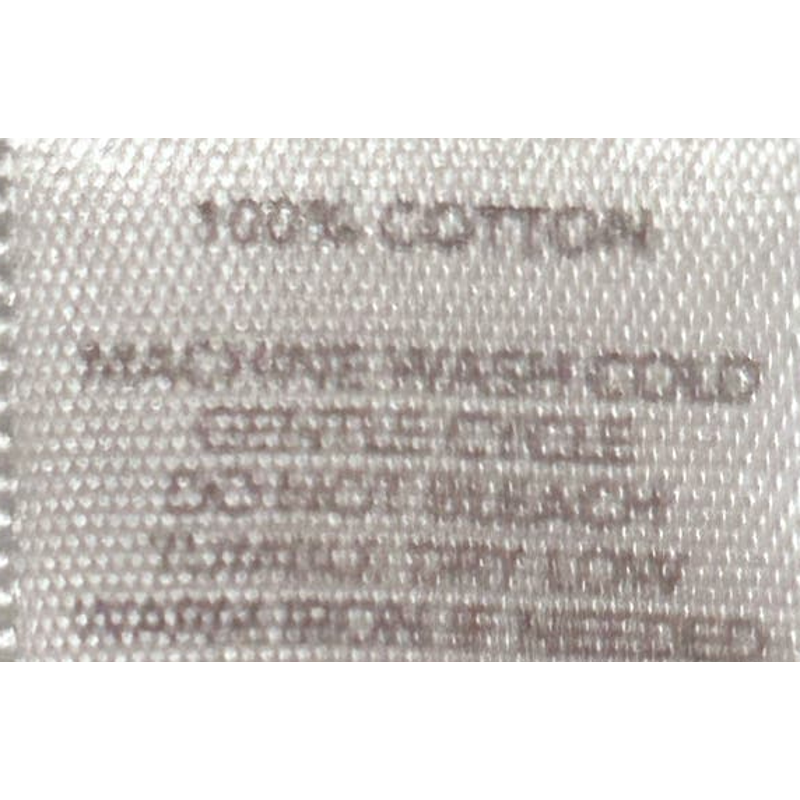 100% COTTON
MACHINE WASH COLD
GENTLE CYCLE
DO NOT BLEACH
TUMBLE DRY LOW
WARM IRON IF NEEDED